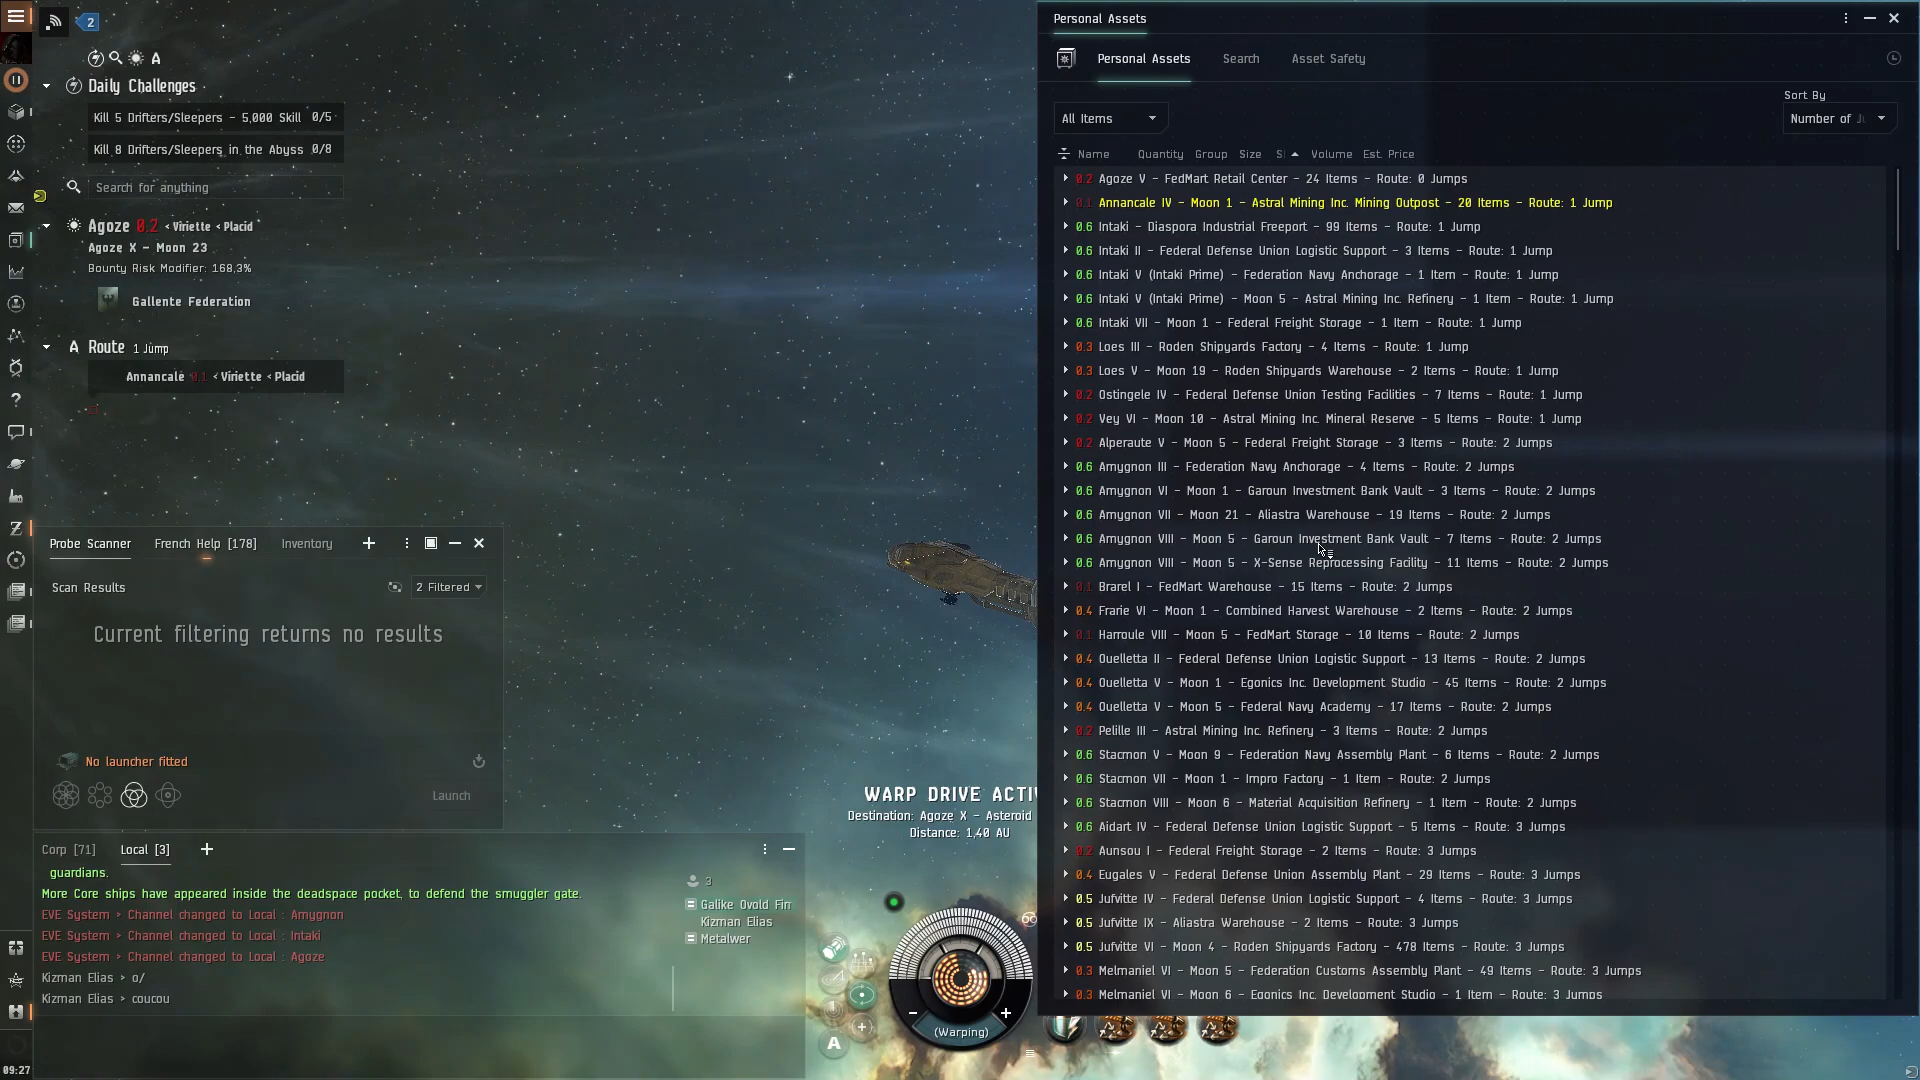 2
Daily Challenges
Kill 5 Drifters/Sleepers - 5,000 Skill 0/5
Kill 8 Drifters/Sleepers in the Abyss 0/8
Search for anything
Agoze 0.2 < Viriette < Placid
Agoze X - Moon 23
Bounty Risk Modifier: 168,3%
Gallente Federation
A Route 1 Jump
Annancale 0.1 < Viriette < Placid
Probe Scanner French Help [178] Inventory
Scan Results 2 Filtered
Current filtering returns no results
No launcher fitted
Launch
Corp [71] Local [3]
guardians.
More Core ships have appeared inside the deadspace pocket, to defend the smuggler gate.
EVE System > Channel changed to Local : Amygnon
EVE System > Channel changed to Local : Intaki
EVE System > Channel changed to Local : Agoze
Kizman Elias > o/
Kizman Elias > coucou
3
Galike Ovold Fin
Kizman Elias
Metalwer
09:27
Destination: Agoze X - Asteroid
Distance: 1,40 AU
(Warping)
A
Personal Assets
Personal Assets Search Asset Safety
Sort By
All Items Number of
Name Quantity Group Size Volume Est. Price
0.2 Agoze V - FedMart Retail Center - 24 Items - Route: 0 Jumps
0.1 Annancale IV - Moon 1 - Astral Mining Inc. Mining Outpost - 20 Items - Route: 1 Jump
0.6 Intaki - Diaspora Industrial Freeport - 99 Items - Route: 1 Jump
0.6 Intaki II - Federal Defense Union Logistic Support - 3 Items - Route: 1 Jump
0.6 Intaki V (Intaki Prime) - Federation Navy Anchorage - 1 Item - Route: 1 Jump
0.6 Intaki V (Intaki Prime) - Moon 5 - Astral Mining Inc. Refinery - 1 Item - Route: 1 Jump
0.6 Intaki VII - Moon 1 - Federal Freight Storage - 1 Item - Route: 1 Jump
0.3 Loes III - Roden Shipyards Factory - 4 Items - Route: 1 Jump
0.3 Loes V - Moon 19 - Roden Shipyards Warehouse - 2 Items - Route: 1 Jump
0.2 Ostingele IV - Federal Defense Union Testing Facilities - 7 Items - Route: 1 Jump
0.2 Vey VI - Moon 10 - Astral Mining Inc. Mineral Reserve - 5 Items - Route: 1 Jump
0.2 Alperaute V - Moon 5 - Federal Freight Storage - 3 Items - Route: 2 Jumps
0.6 Amygnon III - Federation Navy Anchorage - 4 Items - Route: 2 Jumps
0.6 Amygnon VI - Moon 1 - Garoun Investment Bank Vault - 3 Items - Route: 2 Jumps
0.6 Amygnon VII - Moon 21 - Aliastra Warehouse - 19 Items - Route: 2 Jumps
0.6 Amygnon VIII - Moon 5 - Garoun Investment Bank Vault - 7 Items - Route: 2 Jumps
0.6 Amygnon VIII - Moon 5 - X-Sense Reprocessing Facility - 11 Items - Route: 2 Jumps
0.1 Brarel I - FedMart Warehouse - 15 Items - Route: 2 Jumps
0.4 Frarie VI - Moon 1 - Combined Harvest Warehouse - 2 Items - Route: 2 Jumps
0.1 Harroule VIII - Moon 5 - FedMart Storage - 10 Items - Route: 2 Jumps
0.4 Ouelletta II - Federal Defense Union Logistic Support - 13 Items - Route: 2 Jumps
0.4 Ouelletta V - Moon 1 - Egonics Inc. Development Studio - 45 Items - Route: 2 Jumps
0.4 Ouelletta V - Moon 5 - Federal Navy Academy - 17 Items - Route: 2 Jumps
0.2 Pelille III - Astral Mining Inc. Refinery - 3 Items - Route: 2 Jumps
0.6 Stacmon V - Moon 9 - Federation Navy Assembly Plant - 6 Items - Route: 2 Jumps
0.6 Stacmon VII - Moon 1 - Impro Factory - 1 Item - Route: 2 Jumps
0.6 Stacmon VIII - Moon 6 - Material Acquisition Refinery - 1 Item - Route: 2 Jumps
0.6 Aidart IV - Federal Defense Union Logistic Support - 5 Items - Route: 3 Jumps
0.2 Aunsou I - Federal Freight Storage - 2 Items - Route: 3 Jumps
0.4 Eugales V - Federal Defense Union Assembly Plant - 29 Items - Route: 3 Jumps
0.5 Jufvitte IV - Federal Defense Union Logistic Support - 4 Items - Route: 3 Jumps
0.5 Jufvitte IX - Aliastra Warehouse - 2 Items - Route: 3 Jumps
0.5 Jufvitte VI - Moon 4 - Roden Shipyards Factory - 478 Items - Route: 3 Jumps
0.3 Melmaniel VI - Moon 5 - Federation Customs Assembly Plant - 49 Items - Route: 3 Jumps
0.3 Melmaniel VI - Moon 6 - Egonics Inc. Development Studio - 1 Item - Route: 3 Jumps
WARP DRIVE